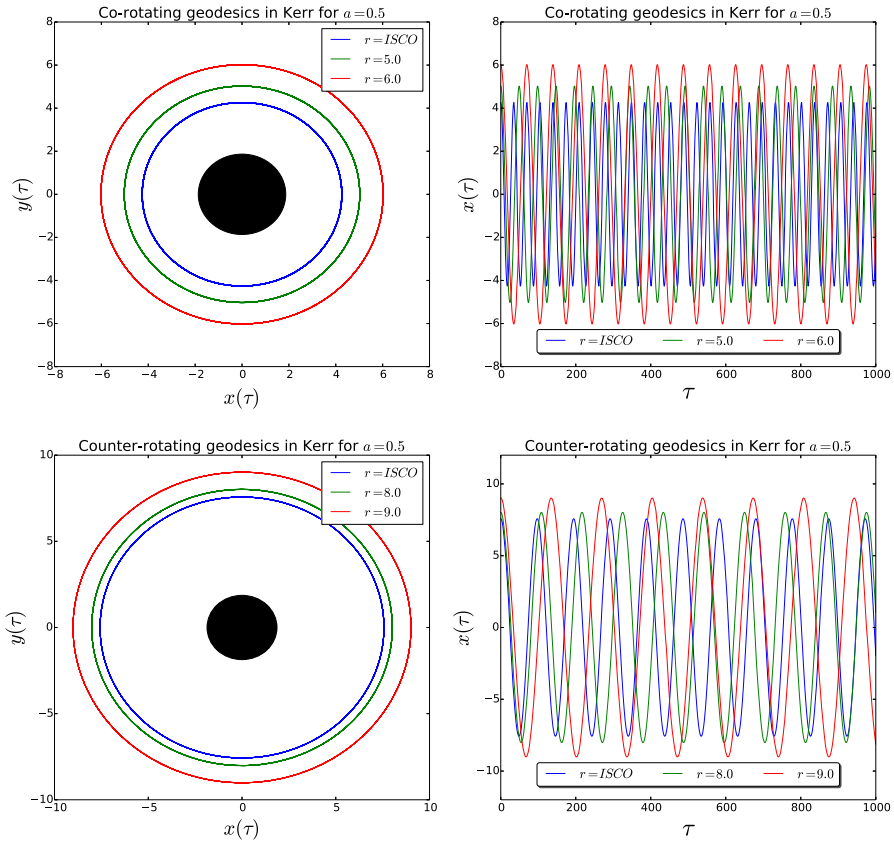 Co-rotating geodesics in Kerr for a=0.5
r=ISCO
r=5.0
r=6.0
8
6
4
2
0
−2
−4
−6
−8
y(τ)
−8 −6 −4 −2 0 2 4 6 8
x(τ)
Co-rotating geodesics in Kerr for a=0.5
8
6
4
2
0
−2
−4
−6
−8
x(τ)
r=ISCO r=5.0 r=6.0
0 200 400 600 800 1000
τ
Counter-rotating geodesics in Kerr for a=0.5
r=ISCO
r=8.0
r=9.0
10
5
0
−5
−10
y(τ)
−10 −5 0 5 10
x(τ)
Counter-rotating geodesics in Kerr for a=0.5
10
5
0
−5
−10
x(τ)
r=ISCO r=8.0 r=9.0
0 200 400 600 800 1000
τ